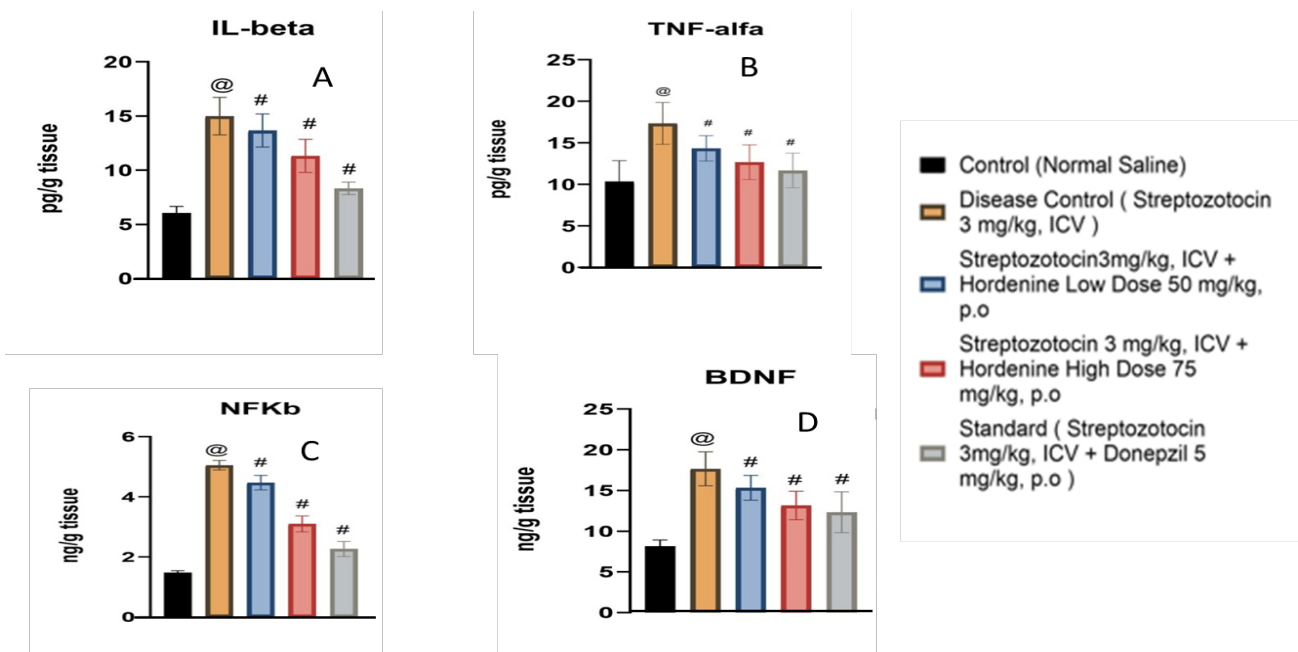 IL-beta
A
20
15
10
5
0
pg/g tissue
@
#
#
#
TNF-alfa
B
25
20
15
10
5
0
pg/g tissue
@
#
#
#
NFKb
C
6
4
2
0
ng/g tissue
@
#
#
#
BDNF
D
25
20
15
10
5
0
ng/g tissue
@
#
#
#
Control (Normal Saline)
Disease Control ( Streptozotocin
3 mg/kg, ICV )
Streptozotocin3mg/kg, ICV +
Hordenine Low Dose 50 mg/kg,
p.o
Streptozotocin 3 mg/kg, ICV +
Hordenine High Dose 75
mg/kg, p.o
Standard ( Streptozotocin
3mg/kg, ICV + Donepzil 5
mg/kg, p.o )